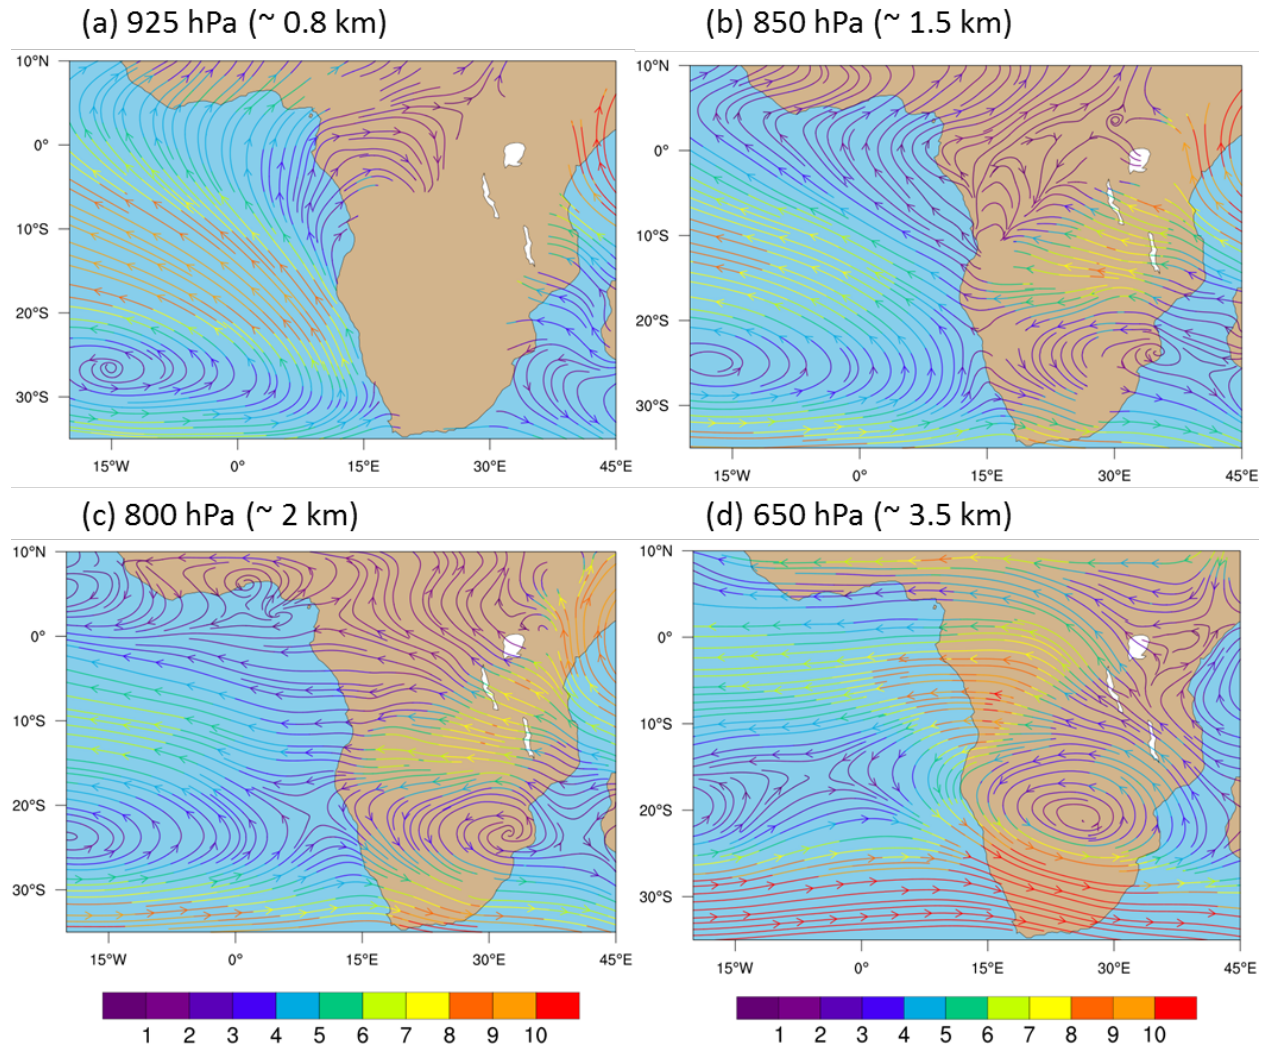 (a) 925 hPa (~ 0.8 km)
(b) 850 hPa (~ 1.5 km)
10°N
0°
10°S
20°S
30°S
15°W 0° 15°E 30°E 45°E
10°N
0°
10°S
20°S
30°S
15°W 0° 15°E 30°E 45°E
(c) 800 hPa (~ 2 km)
(d) 650 hPa (~ 3.5 km)
10°N
0°
10°S
20°S
30°S
15°W 0° 15°E 30°E 45°E
10°N
0°
10°S
20°S
30°S
15°W 0° 15°E 30°E 45°E
1 2 3 4 5 6 7 8 9 10
1 2 3 4 5 6 7 8 9 10